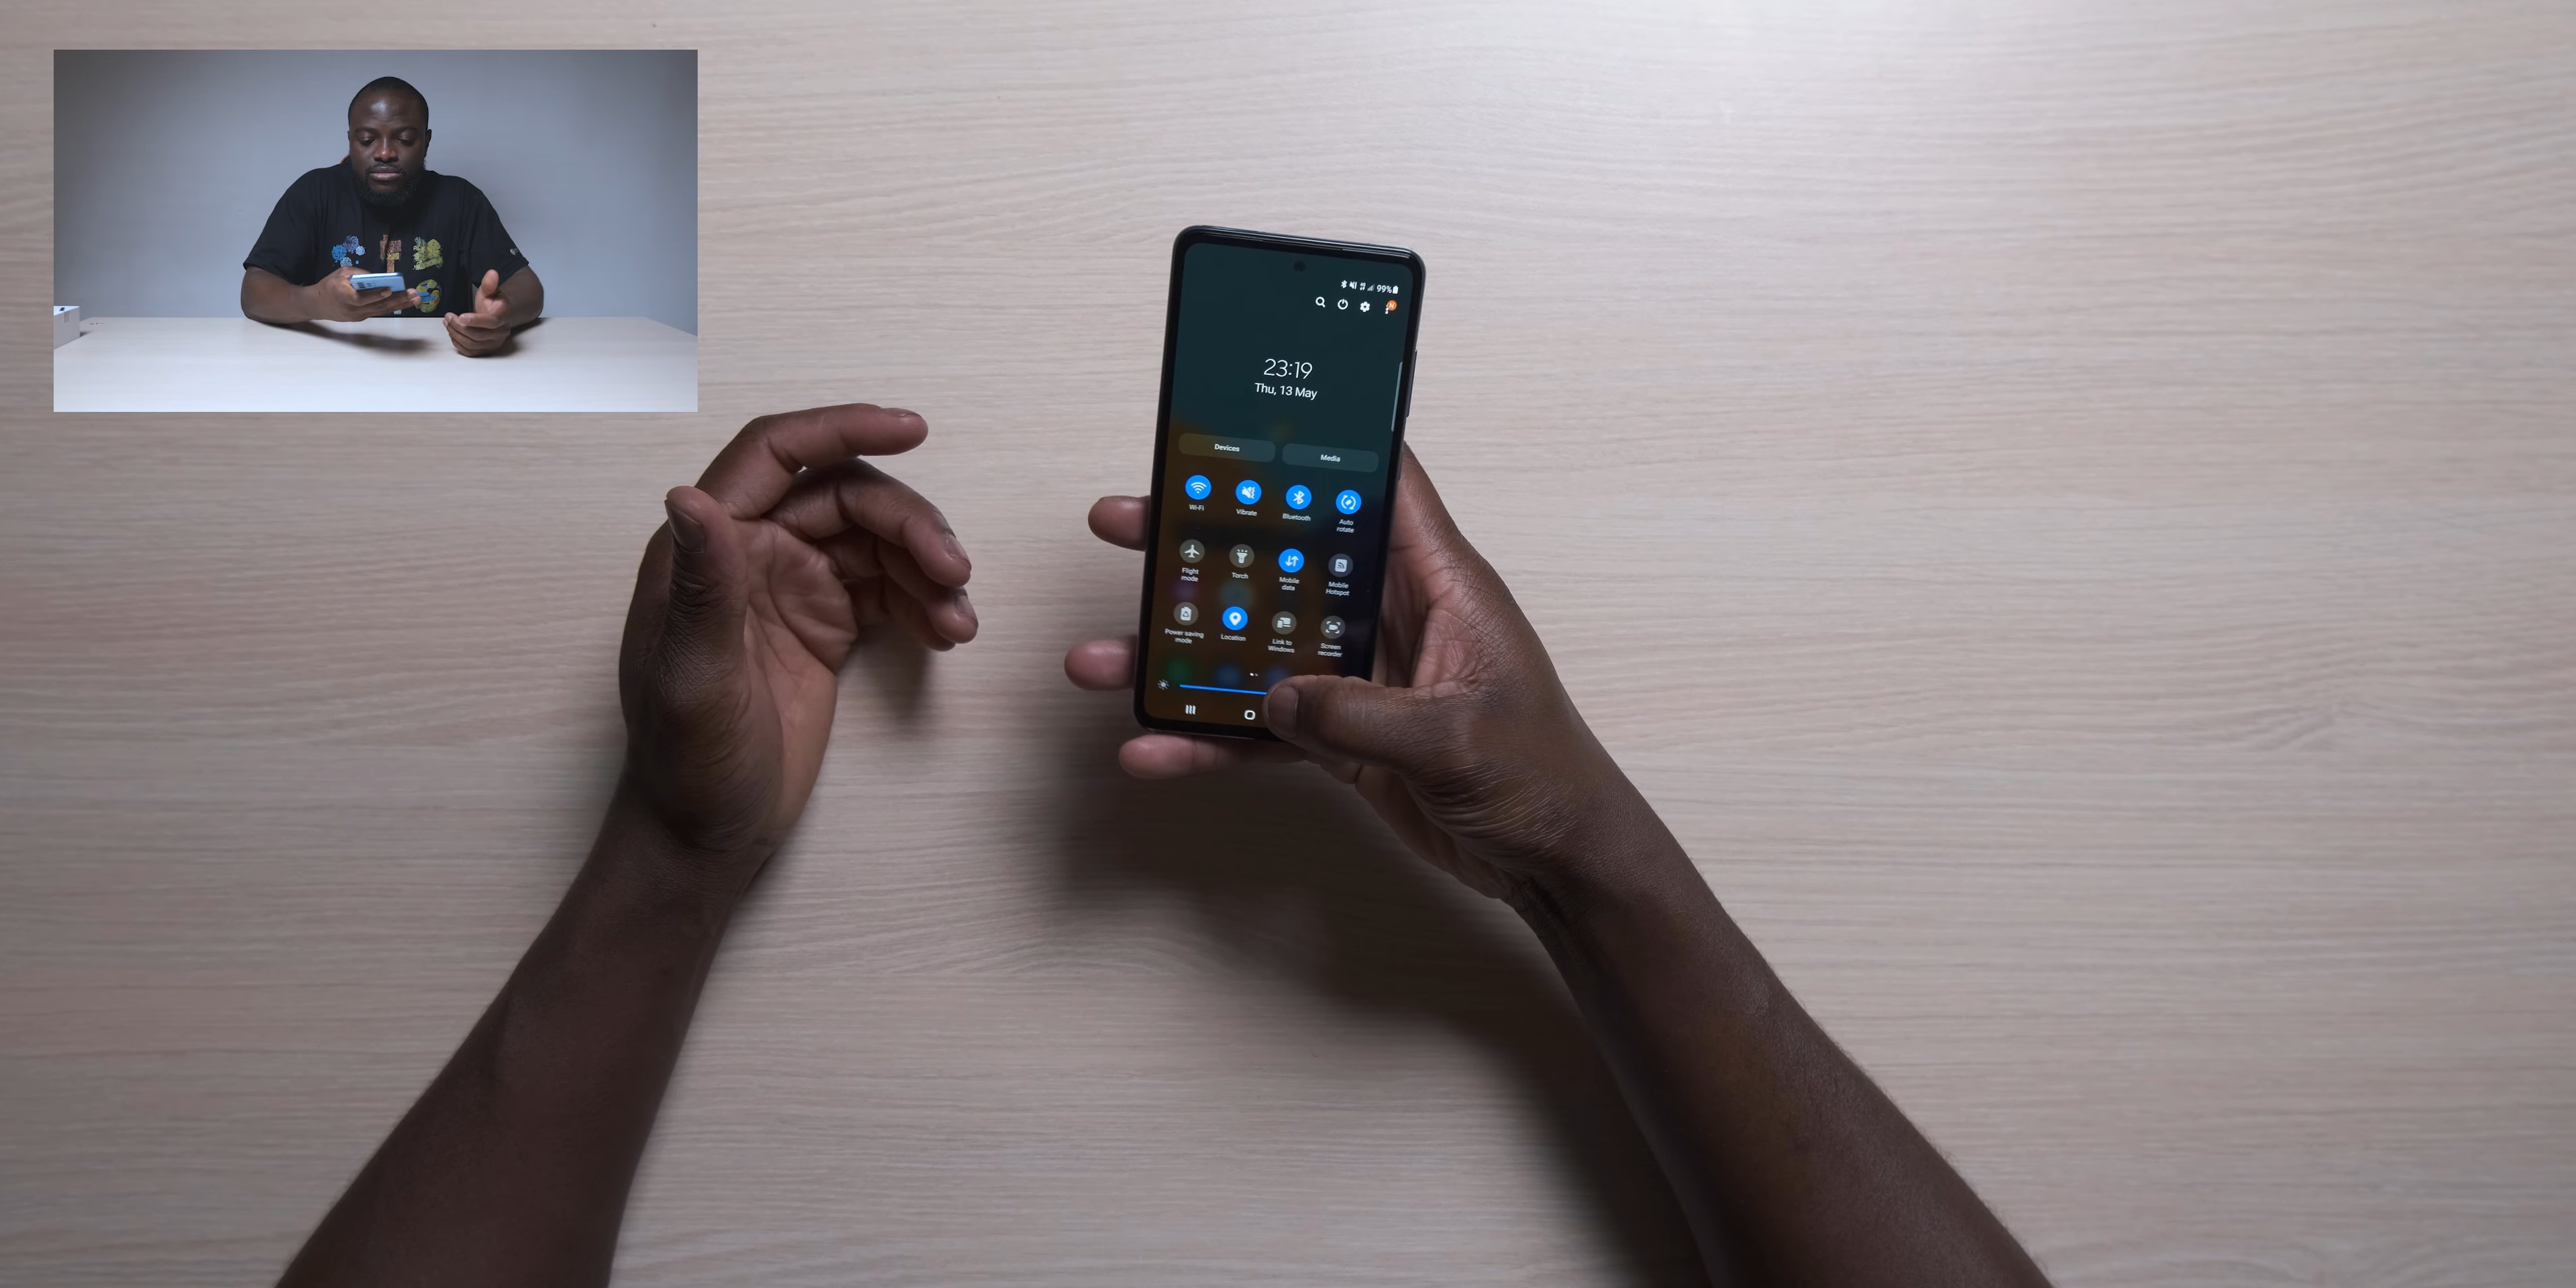 99%
23:19
Thu, 13 May
Devices
Media
Wi-Fi
Vibrate
Bluetooth
Auto
rotate
Flight
mode
Torch
Mobile
data
Mobile
Hotspot
Power saving
mode
Location
Link to
Windows
Screen
recorder